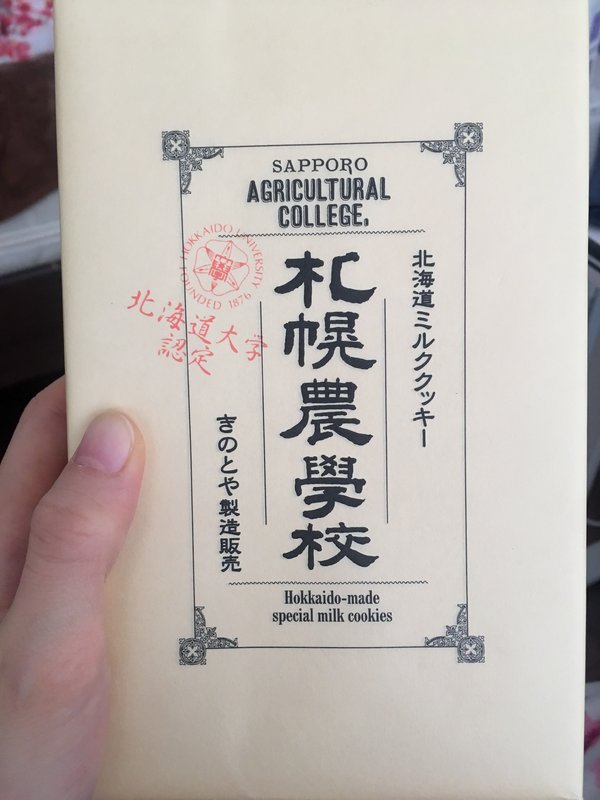 SAPPORO
AGRICULTURAL
COLLEGE.
北海道ミルククッキー
札幌農學校
きのとや製造販売
HOKKAIDO UNIVERSITY
學
FOUNDED 1876
北海道大学
認定
Hokkaido-made
special milk cookies